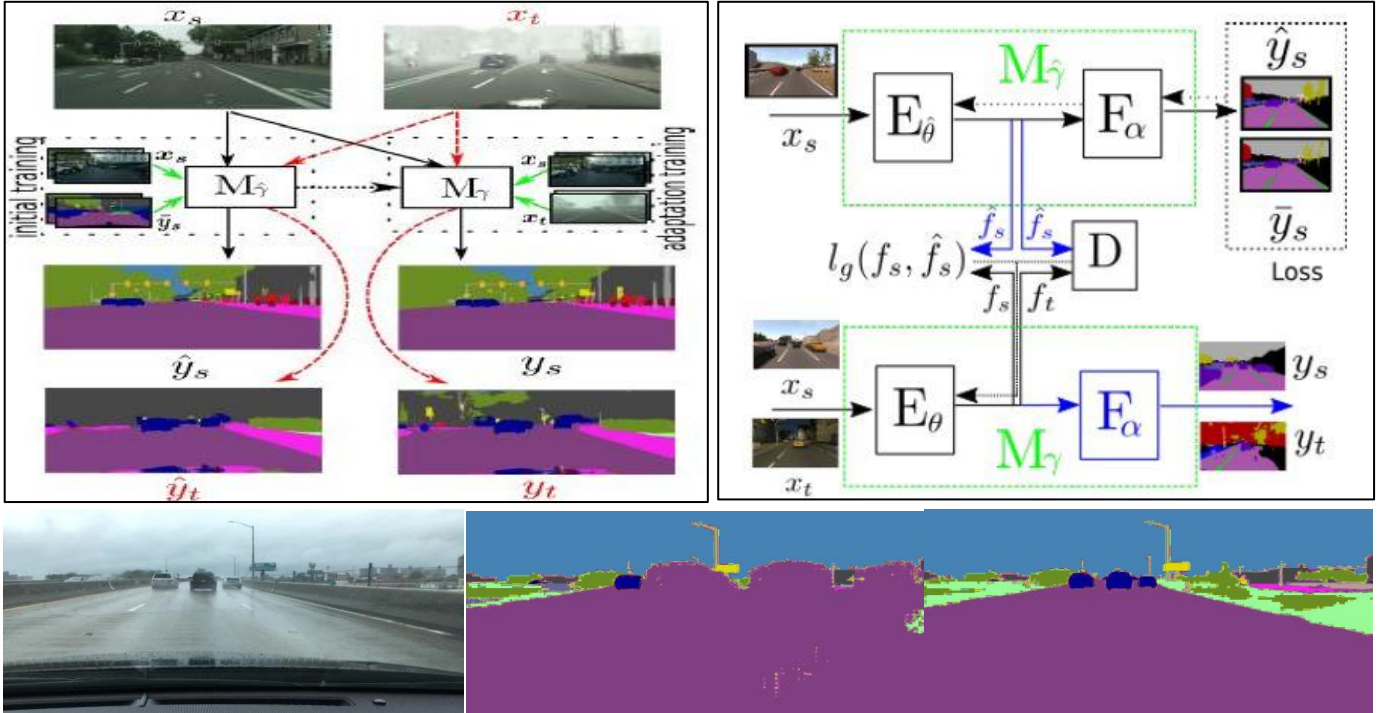 x_s
x_t
initial training
x_s
ȳ_s
M_γ̂
M_γ
x_s
x_t
adaptation training
ŷ_s
y_s
ŷ_t
y_t
M_γ̂
ŷ_s
x_s
E_θ̂
F_α
ȳ_s
f̂_s
f̂_s
l_g(f_s, f̂_s)
D
Loss
f_s
f_t
x_s
E_θ
F_α
y_s
M_γ
y_t
x_t